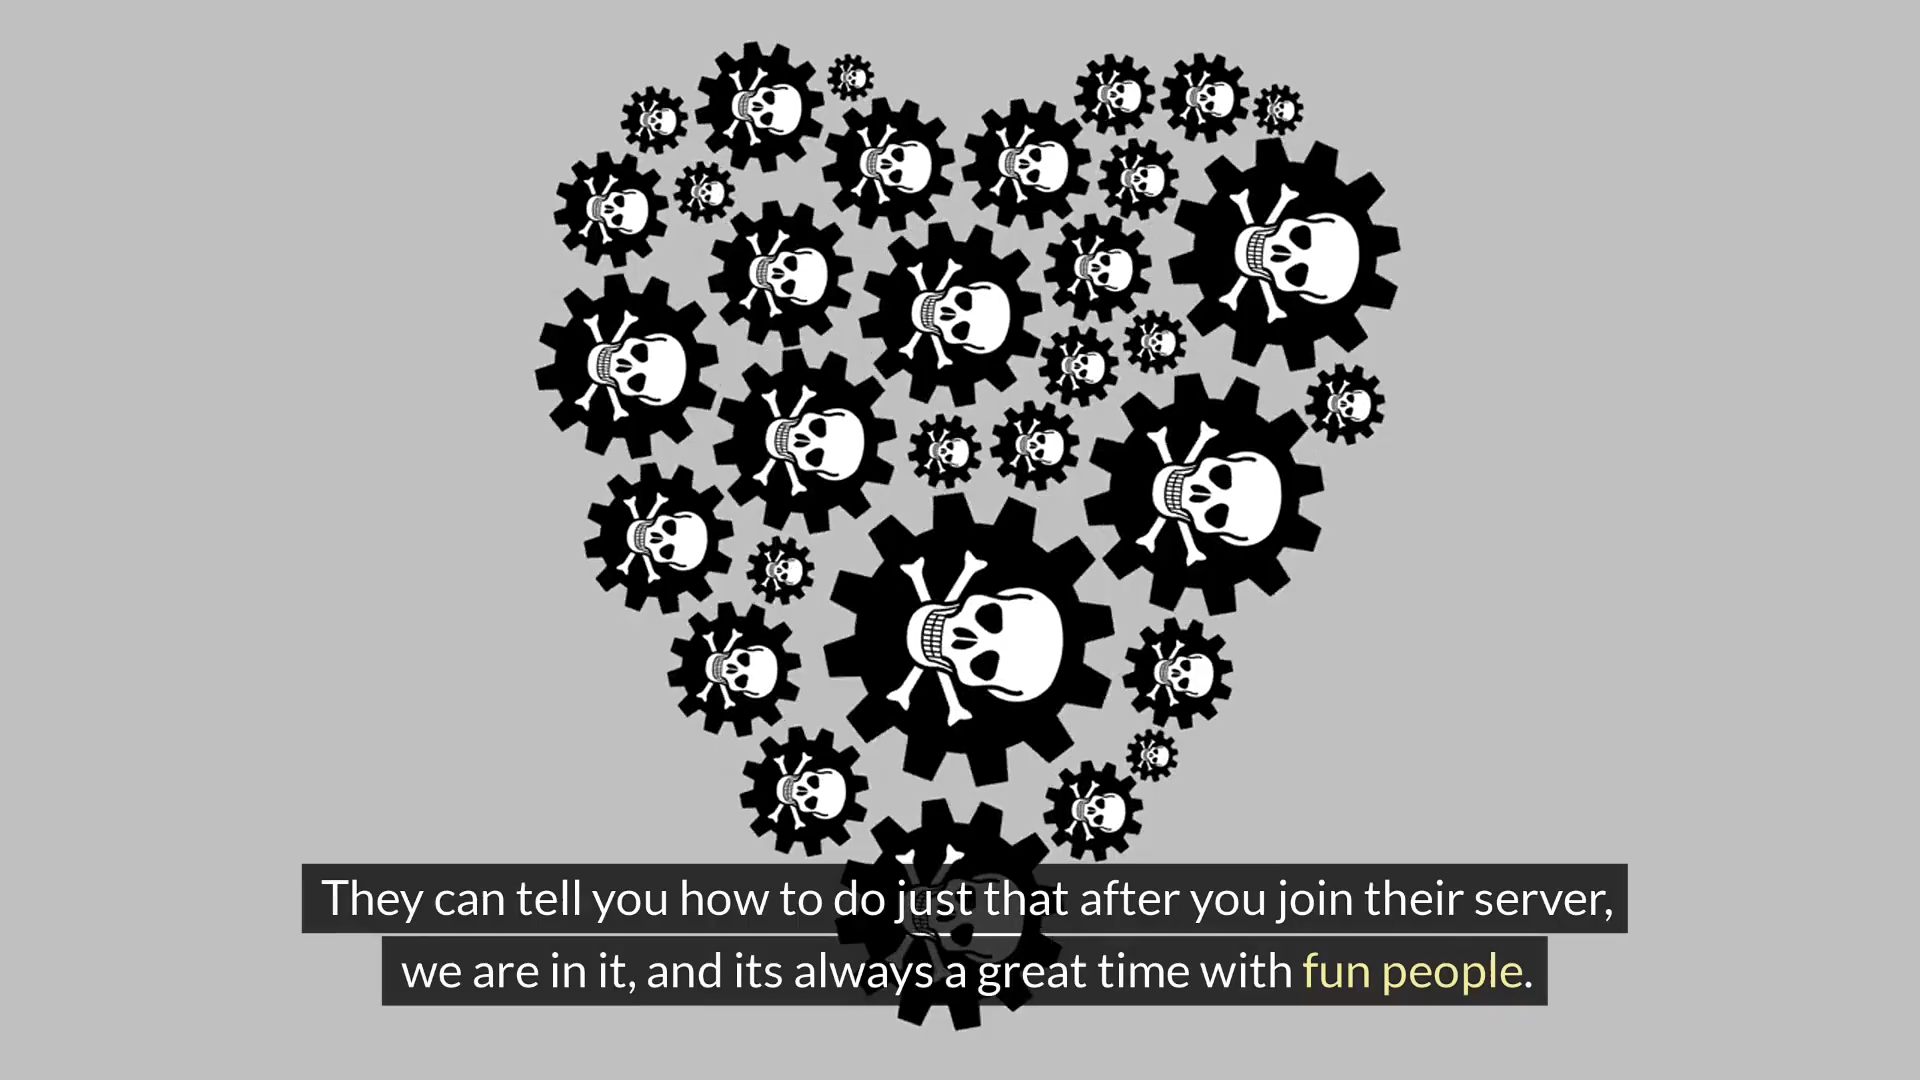 They can tell you how to do just that after you join their server,
we are in it, and its always a great time with fun people.